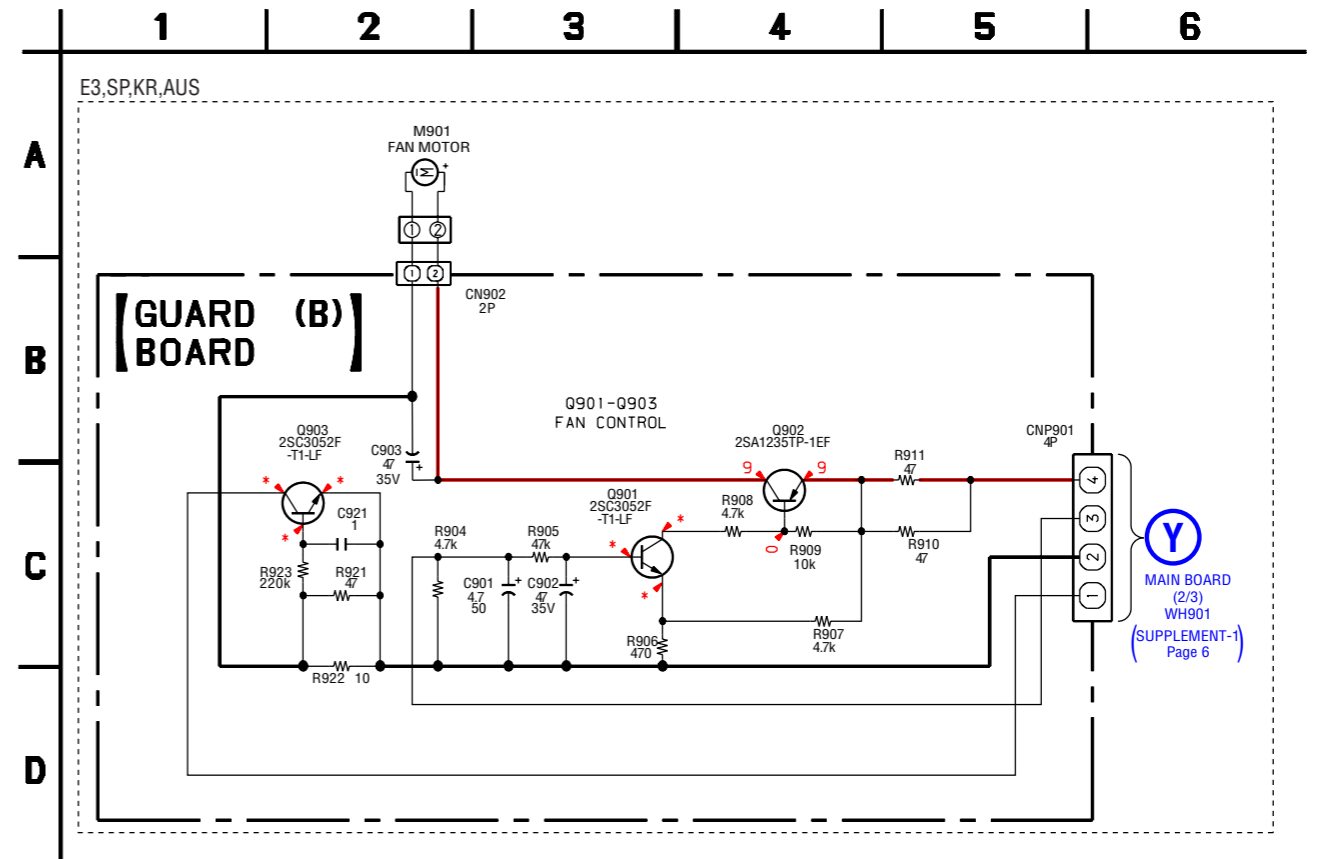 1 2 3 4 5 6
E3,SP,KR,AUS
A
M901
FAN MOTOR
M
+
1 2
1 2
CN902
2P
GUARD (B)
BOARD
B
Q901-Q903
FAN CONTROL
Q903
2SC3052F
-T1-LF
C903
47
35V
+
Q902
2SA1235TP-1EF
9 9
0
R911
47
CNP901
4P
4
3
2
1
* * *
C921
1
R923
220k
R921
47
R904
4.7k
R905
47k
C901
4.7
50
+
C902
47
35V
+
Q901
2SC3052F
-T1-LF
* * *
R908
4.7k
R909
10k
R910
47
R906
470
R907
4.7k
C
Y
MAIN BOARD
(2/3)
WH901
(SUPPLEMENT-1)
Page 6
R922 10
D